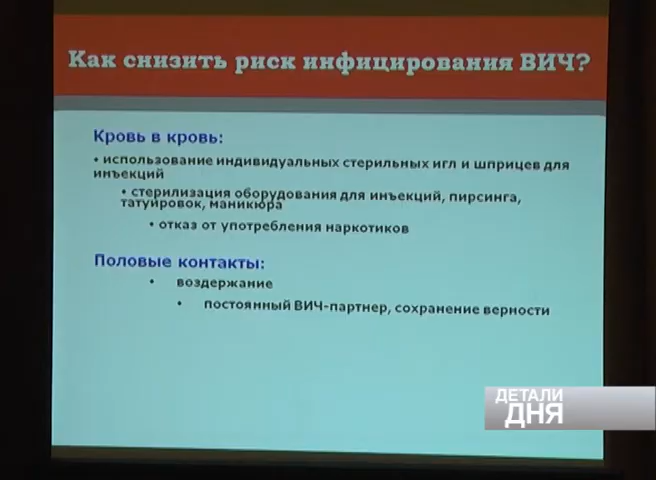 Как снизить риск инфицирования ВИЧ?
Кровь в кровь:
• использование индивидуальных стерильных игл и шприцев для
инъекций
• стерилизация оборудования для инъекций, пирсинга,
татуировок, маникюра
• отказ от употребления наркотиков
Половые контакты:
• воздержание
• постоянный ВИЧ-партнер, сохранение верности
ДЕТАЛИ
ДНЯ